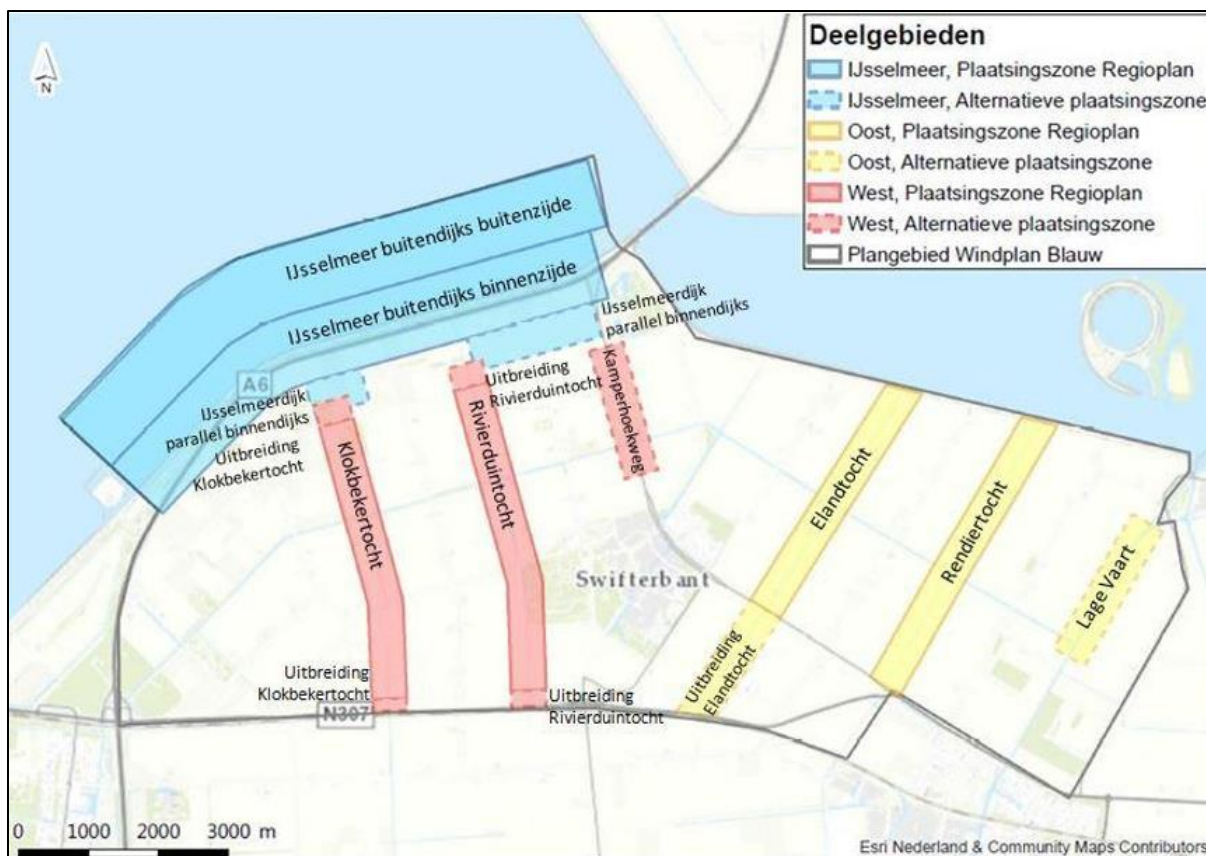 Deelgebieden
IJsselmeer, Plaatsingszone Regioplan
IJsselmeer, Alternatieve plaatsingszone
Oost, Plaatsingszone Regioplan
Oost, Alternatieve plaatsingszone
West, Plaatsingszone Regioplan
West, Alternatieve plaatsingszone
Plangebied Windplan Blauw
N
IJsselmeer buitendijks buitenzijde
IJsselmeer buitendijks binnenzijde
IJsselmeerdijk
parallel binnendijks
A6
IJsselmeerdijk
parallel binnendijks
Uitbreiding
Klokbekertocht
Uitbreiding
Rivierduintocht
Kamperhoekweg
Klokbekertocht
Rivierduintocht
Elandtocht
Rendiertocht
Lage Vaart
Swifterbant
Uitbreiding
Elandtocht
Uitbreiding
Klokbekertocht
Uitbreiding
Rivierduintocht
N307
0 1000 2000 3000 m
Esri Nederland & Community Maps Contributors